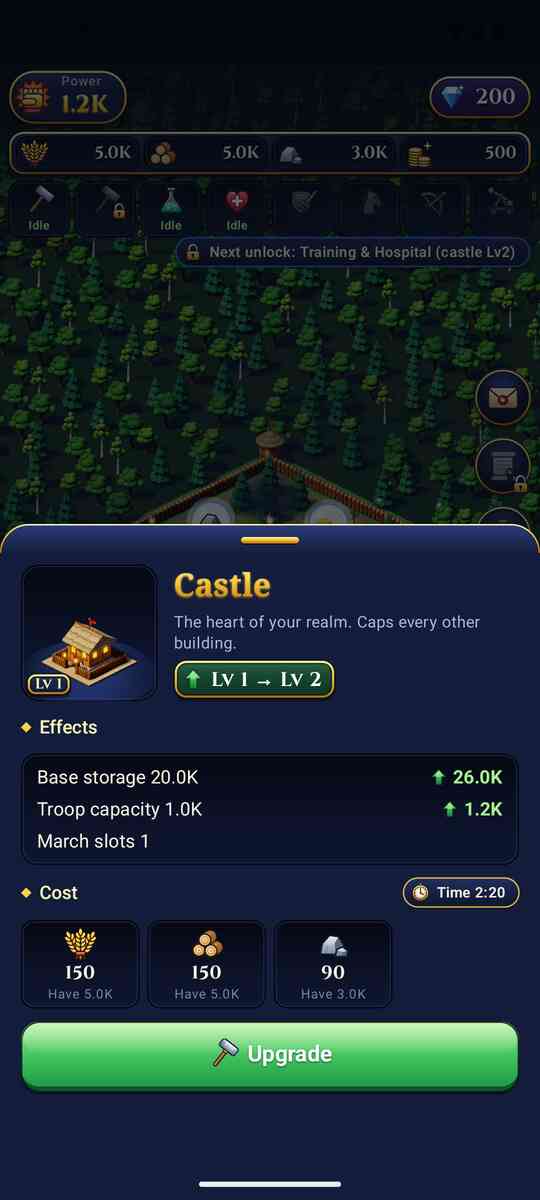 Power
1.2K
200
5.0K
5.0K
3.0K
500
Idle
Idle
Idle
Next unlock: Training & Hospital (castle Lv2)
Castle
The heart of your realm. Caps every other
building.
Lv 1
Lv 1 → Lv 2
Effects
Base storage 20.0K
26.0K
Troop capacity 1.0K
1.2K
March slots 1
Cost
Time 2:20
150
150
90
Have 5.0K
Have 5.0K
Have 3.0K
Upgrade